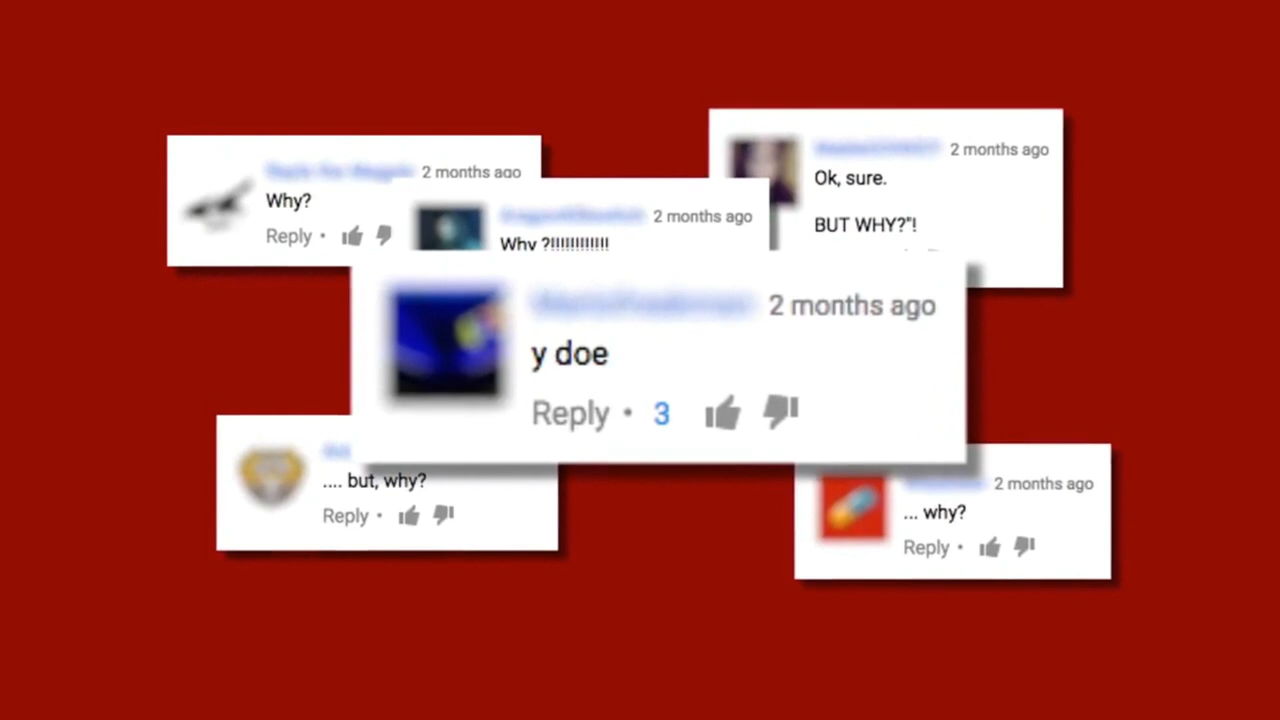 2 months ago
Why?
Reply •
2 months ago
Why ?!!!!!!!!!!!!
2 months ago
Ok, sure.
BUT WHY?"!
2 months ago
y doe
Reply • 3
.... but, why?
Reply •
2 months ago
... why?
Reply •